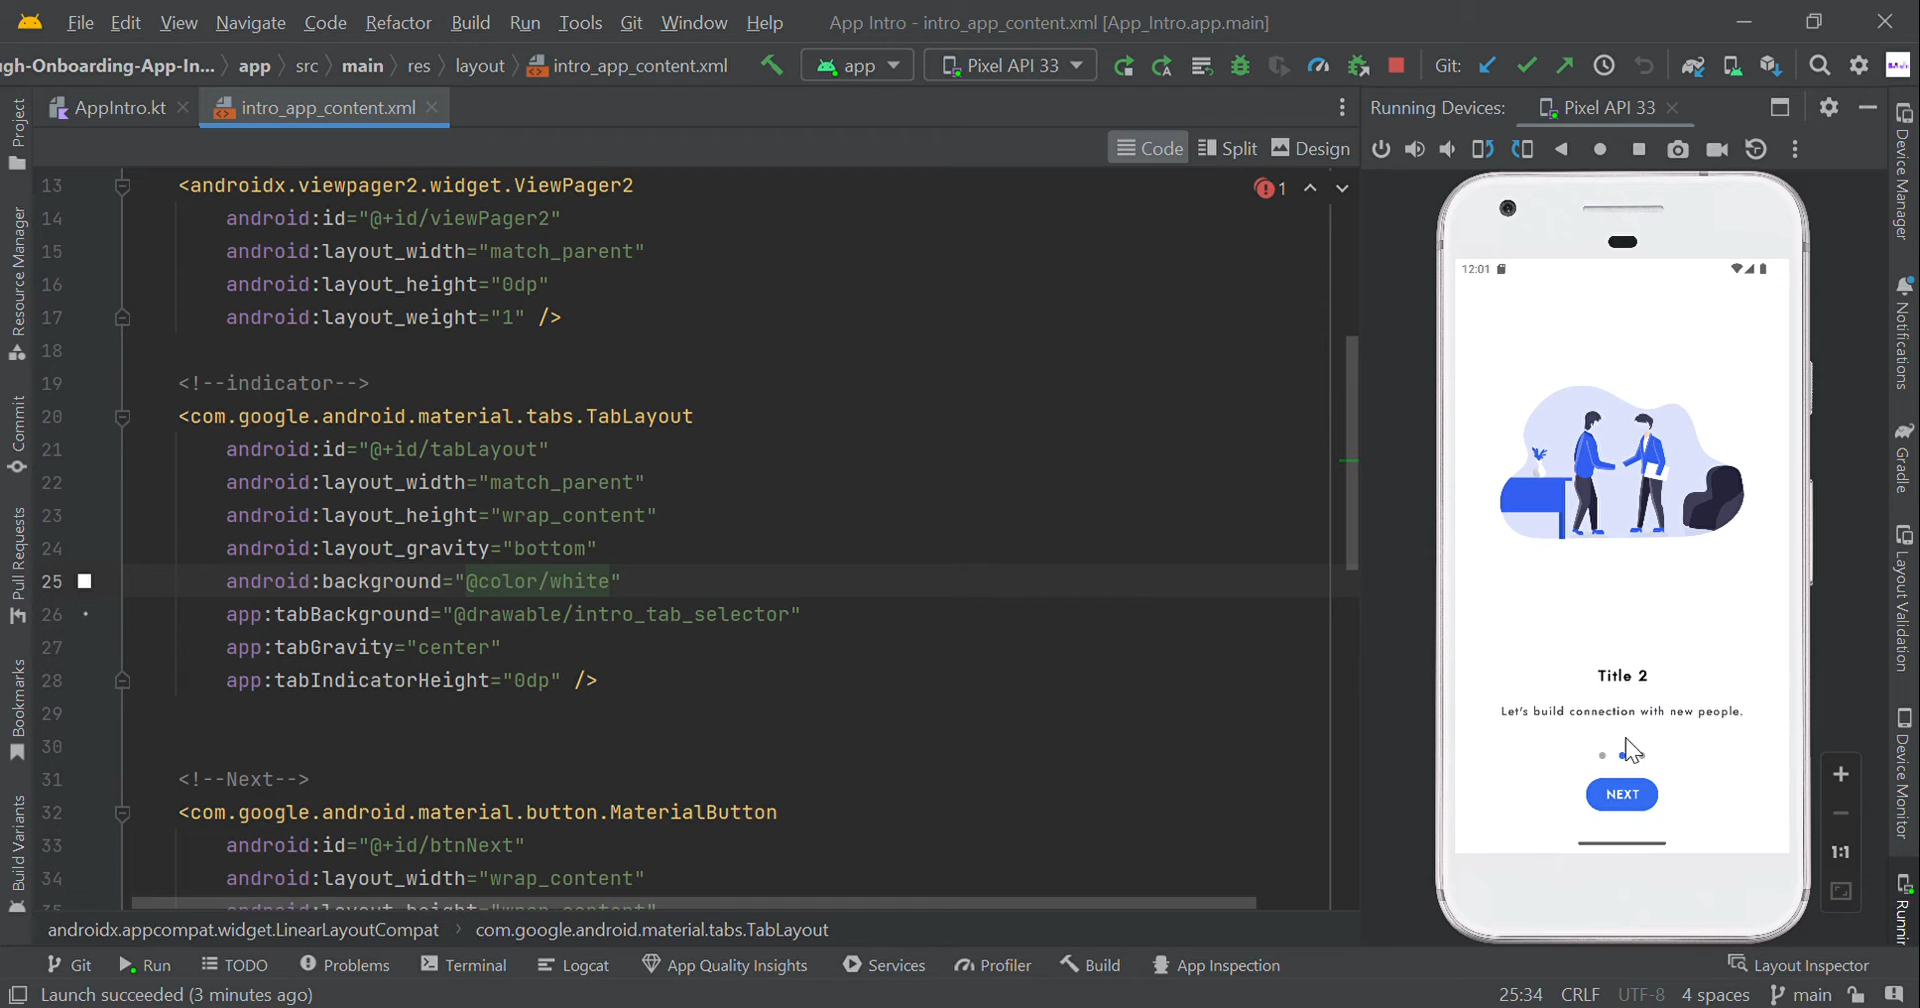 File Edit View Navigate Code Refactor Build Run Tools Git Window Help App Intro - intro_app_content.xml [App_Intro.app.main]
gh-Onboarding-App-In... app src main res layout intro_app_content.xml app Pixel API 33 Git:
AppIntro.kt intro_app_content.xml Running Devices: Pixel API 33
Code Split Design
13 <androidx.viewpager2.widget.ViewPager2 1
14 android:id="@+id/viewPager2"
15 android:layout_width="match_parent"
16 android:layout_height="0dp"
17 android:layout_weight="1" />
18
19 <!--indicator-->
20 <com.google.android.material.tabs.TabLayout
21 android:id="@+id/tabLayout"
22 android:layout_width="match_parent"
23 android:layout_height="wrap_content"
24 android:layout_gravity="bottom"
25 android:background="@color/white"
26 app:tabBackground="@drawable/intro_tab_selector"
27 app:tabGravity="center"
28 app:tabIndicatorHeight="0dp" />
29
30
31 <!--Next-->
32 <com.google.android.material.button.MaterialButton
33 android:id="@+id/btnNext"
34 android:layout_width="wrap_content"
35 android:layout_height="wrap_content"
androidx.appcompat.widget.LinearLayoutCompat com.google.android.material.tabs.TabLayout
Project
Resource Manager
Commit
Pull Requests
Bookmarks
Build Variants
12:01
Title 2
Let's build connection with new people.
NEXT
1:1
Device Manager
Notifications
Gradle
Layout Validation
Device Monitor
Runnin
Git Run TODO Problems Terminal Logcat App Quality Insights Services Profiler Build App Inspection Layout Inspector
Launch succeeded (3 minutes ago) 25:34 CRLF UTF-8 4 spaces main